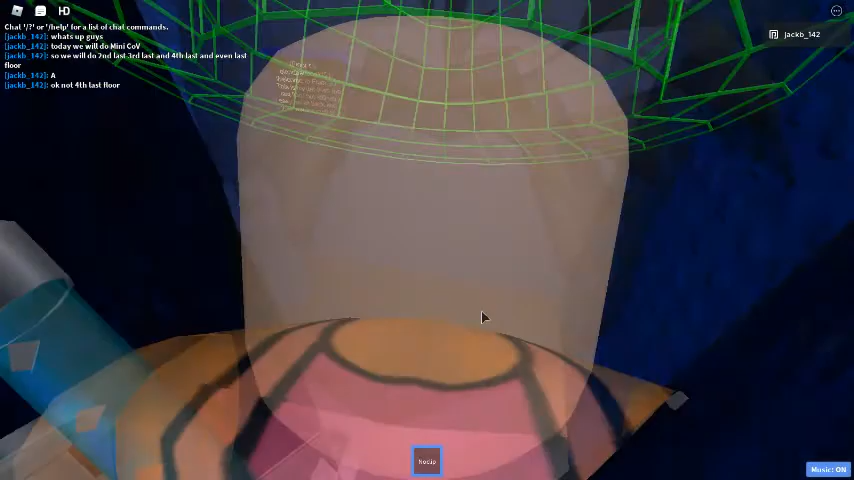 HD
Chat '/?' or '/help' for a list of chat commands.
[jackb_142]: whats up guys
[jackb_142]: today we will do Mini CoV
[jackb_142]: so we will do 2nd last 3rd last and 4th last and even last
floor
[jackb_142]: A
[jackb_142]: ok not 4th last floor
jackb_142
Noclip
Music: ON